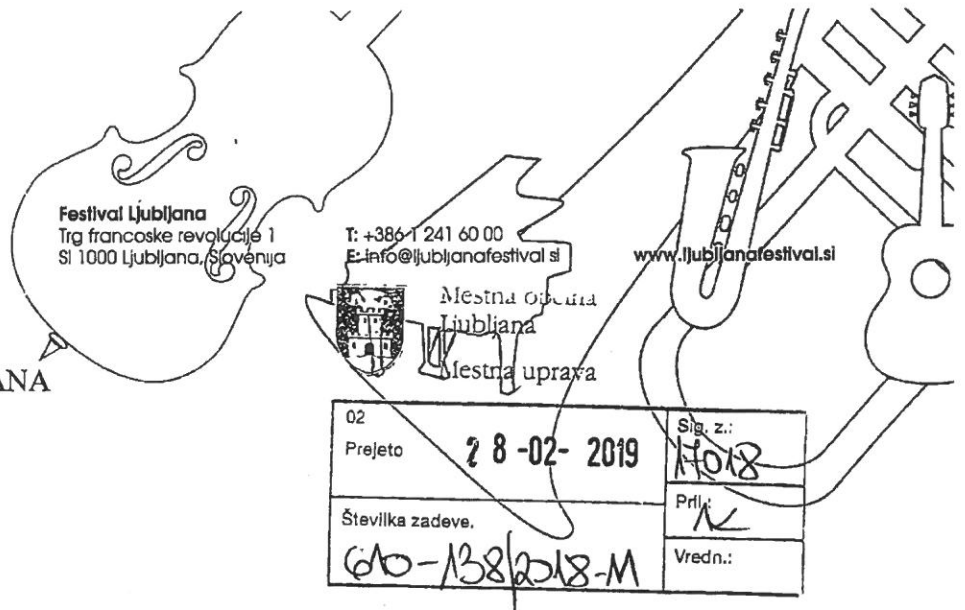 Festival Ljubljana
Trg francoske revolucije 1
SI 1000 Ljubljana, Slovenija
T: +386 1 241 60 00
E: info@ljubljanafestival si
www.ljubljanafestival.si
Mestna občina
Ljubljana
Mestna uprava
ANA
02
Prejeto 28 -02- 2019
Sig. z.:
Pril.:
Številka zadeve.
610-138/2018-
Vredn.: